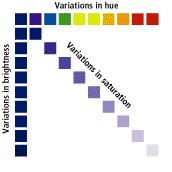 Variations in hue
Variations in brightness
Variations in saturation